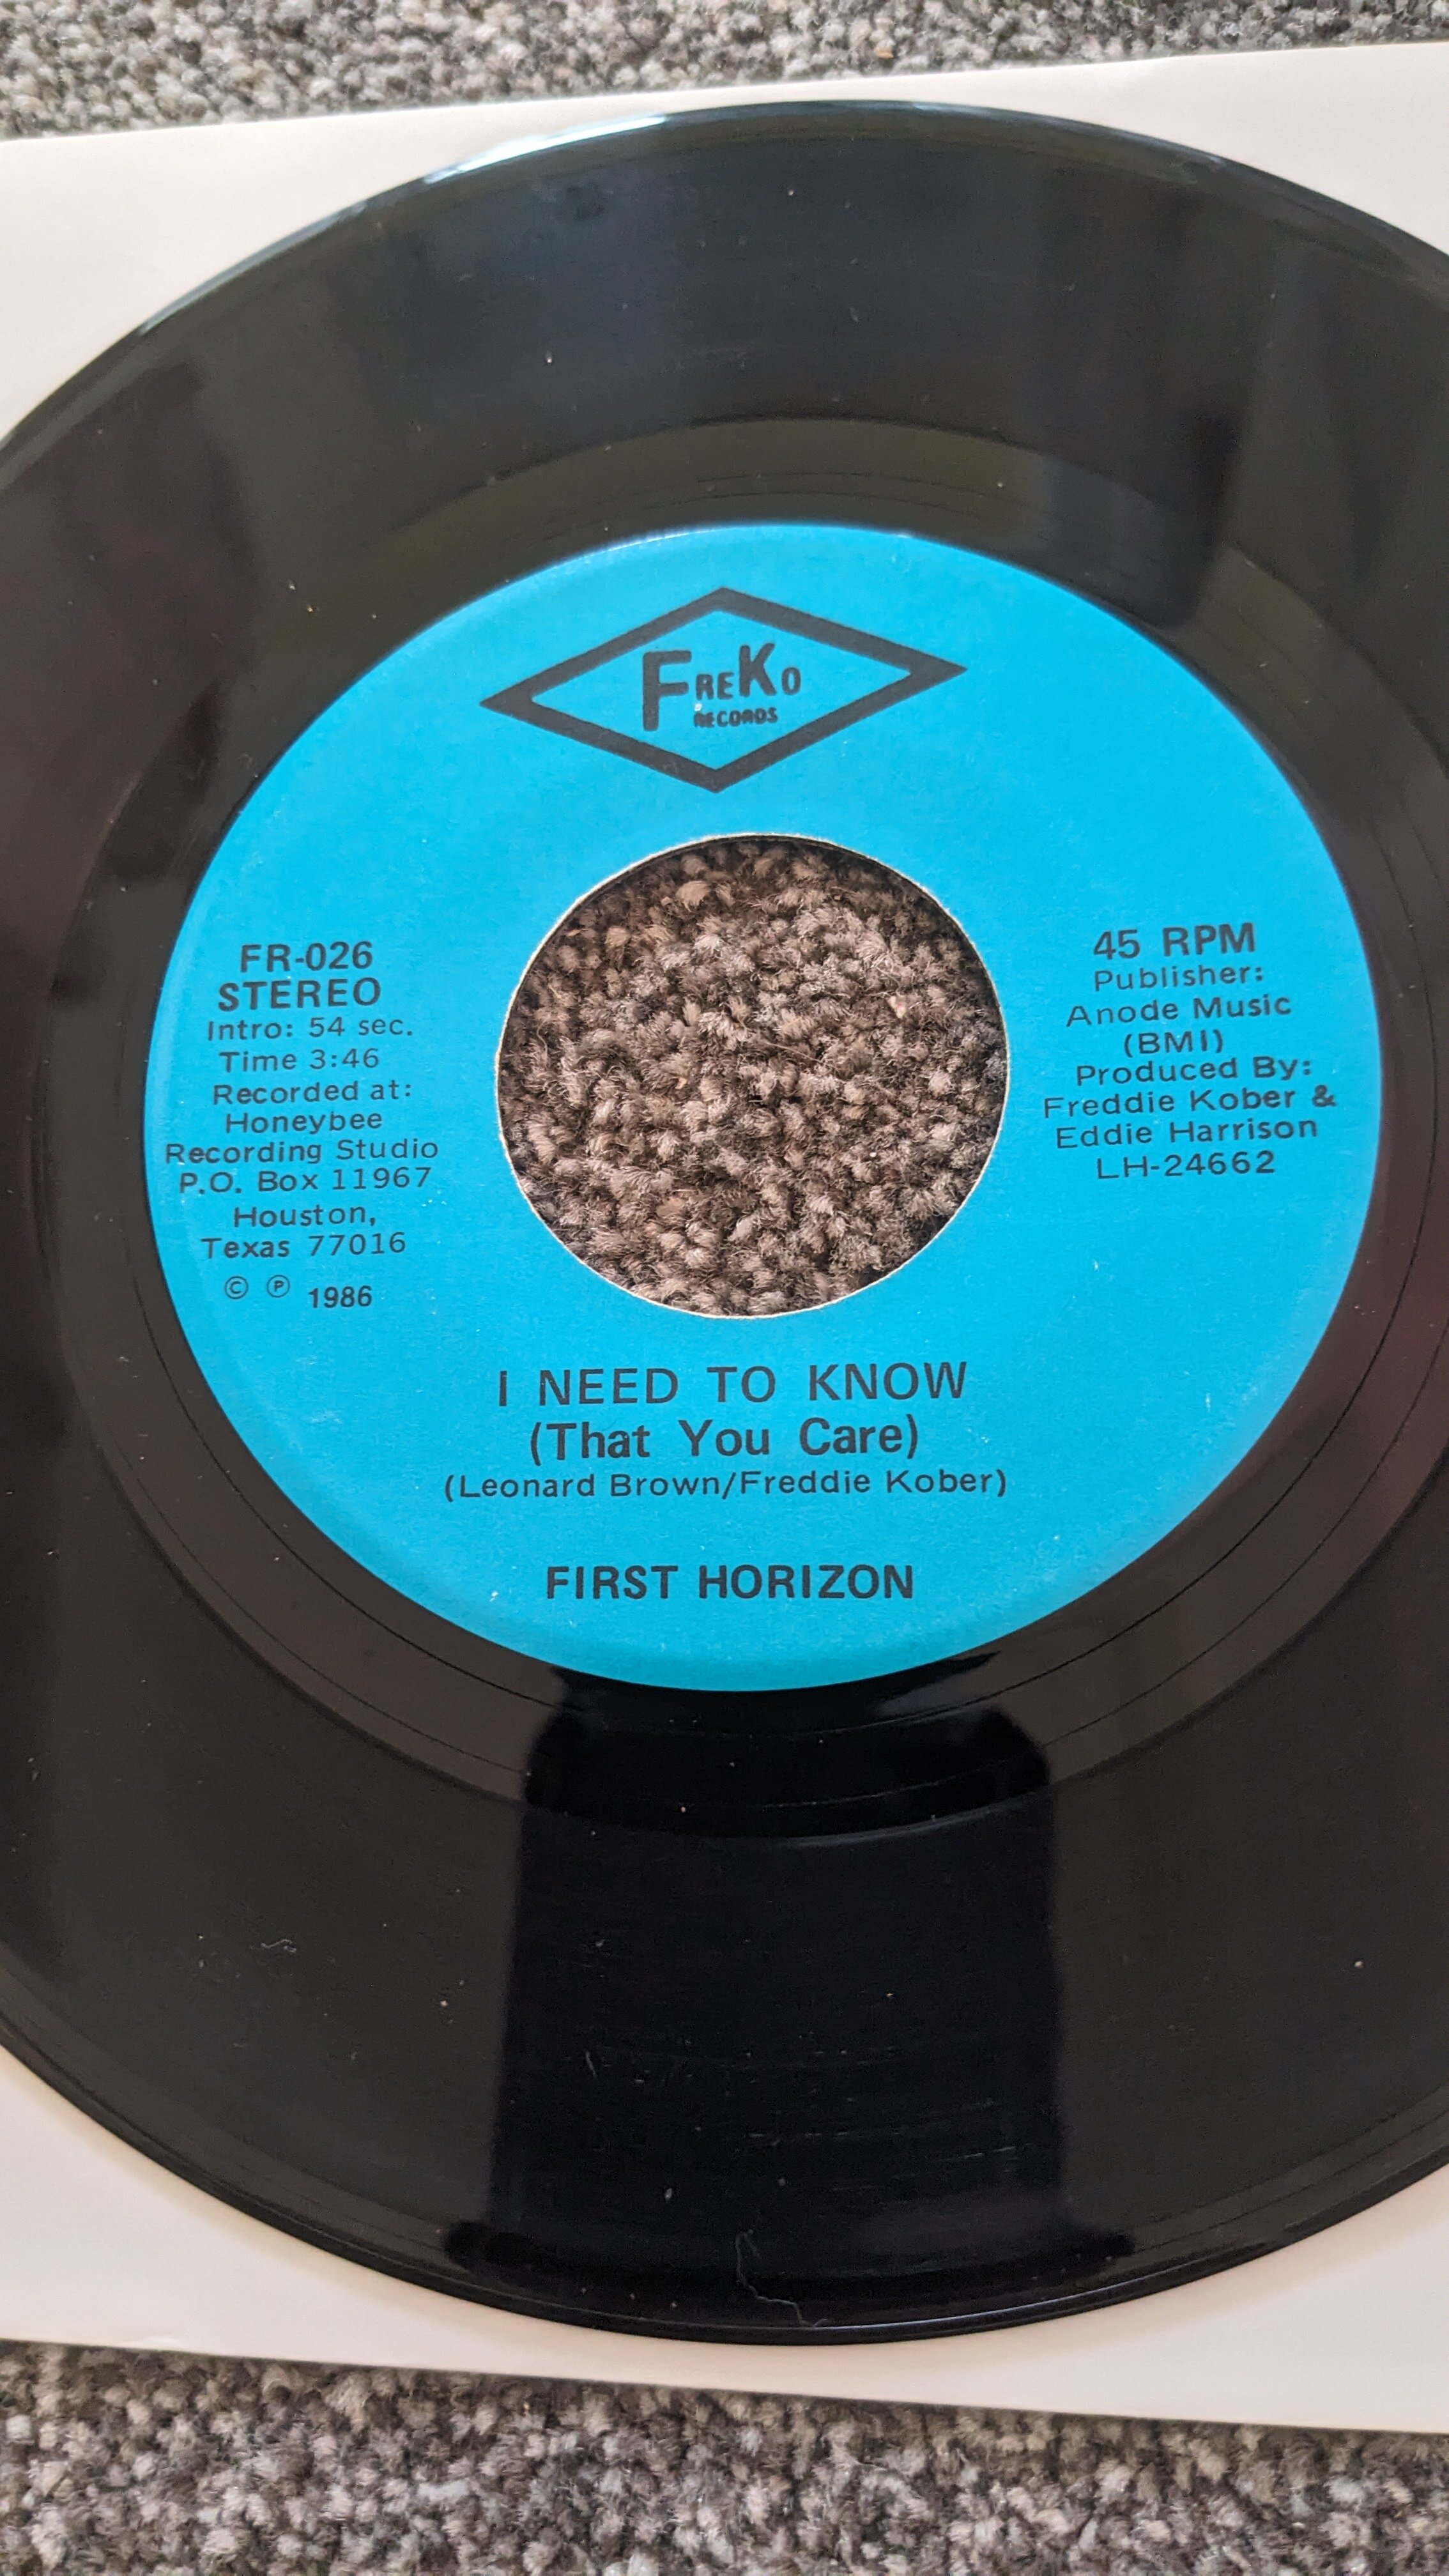 FREKO
RECORDS
FR-026
STEREO
Intro: 54 sec.
Time 3:46
Recorded at:
Honeybee
Recording Studio
P.O. Box 11967
Houston,
Texas 77016
© ℗ 1986
45 RPM
Publisher:
Anode Music
(BMI)
Produced By:
Freddie Kober &
Eddie Harrison
LH-24662
I NEED TO KNOW
(That You Care)
(Leonard Brown/Freddie Kober)
FIRST HORIZON